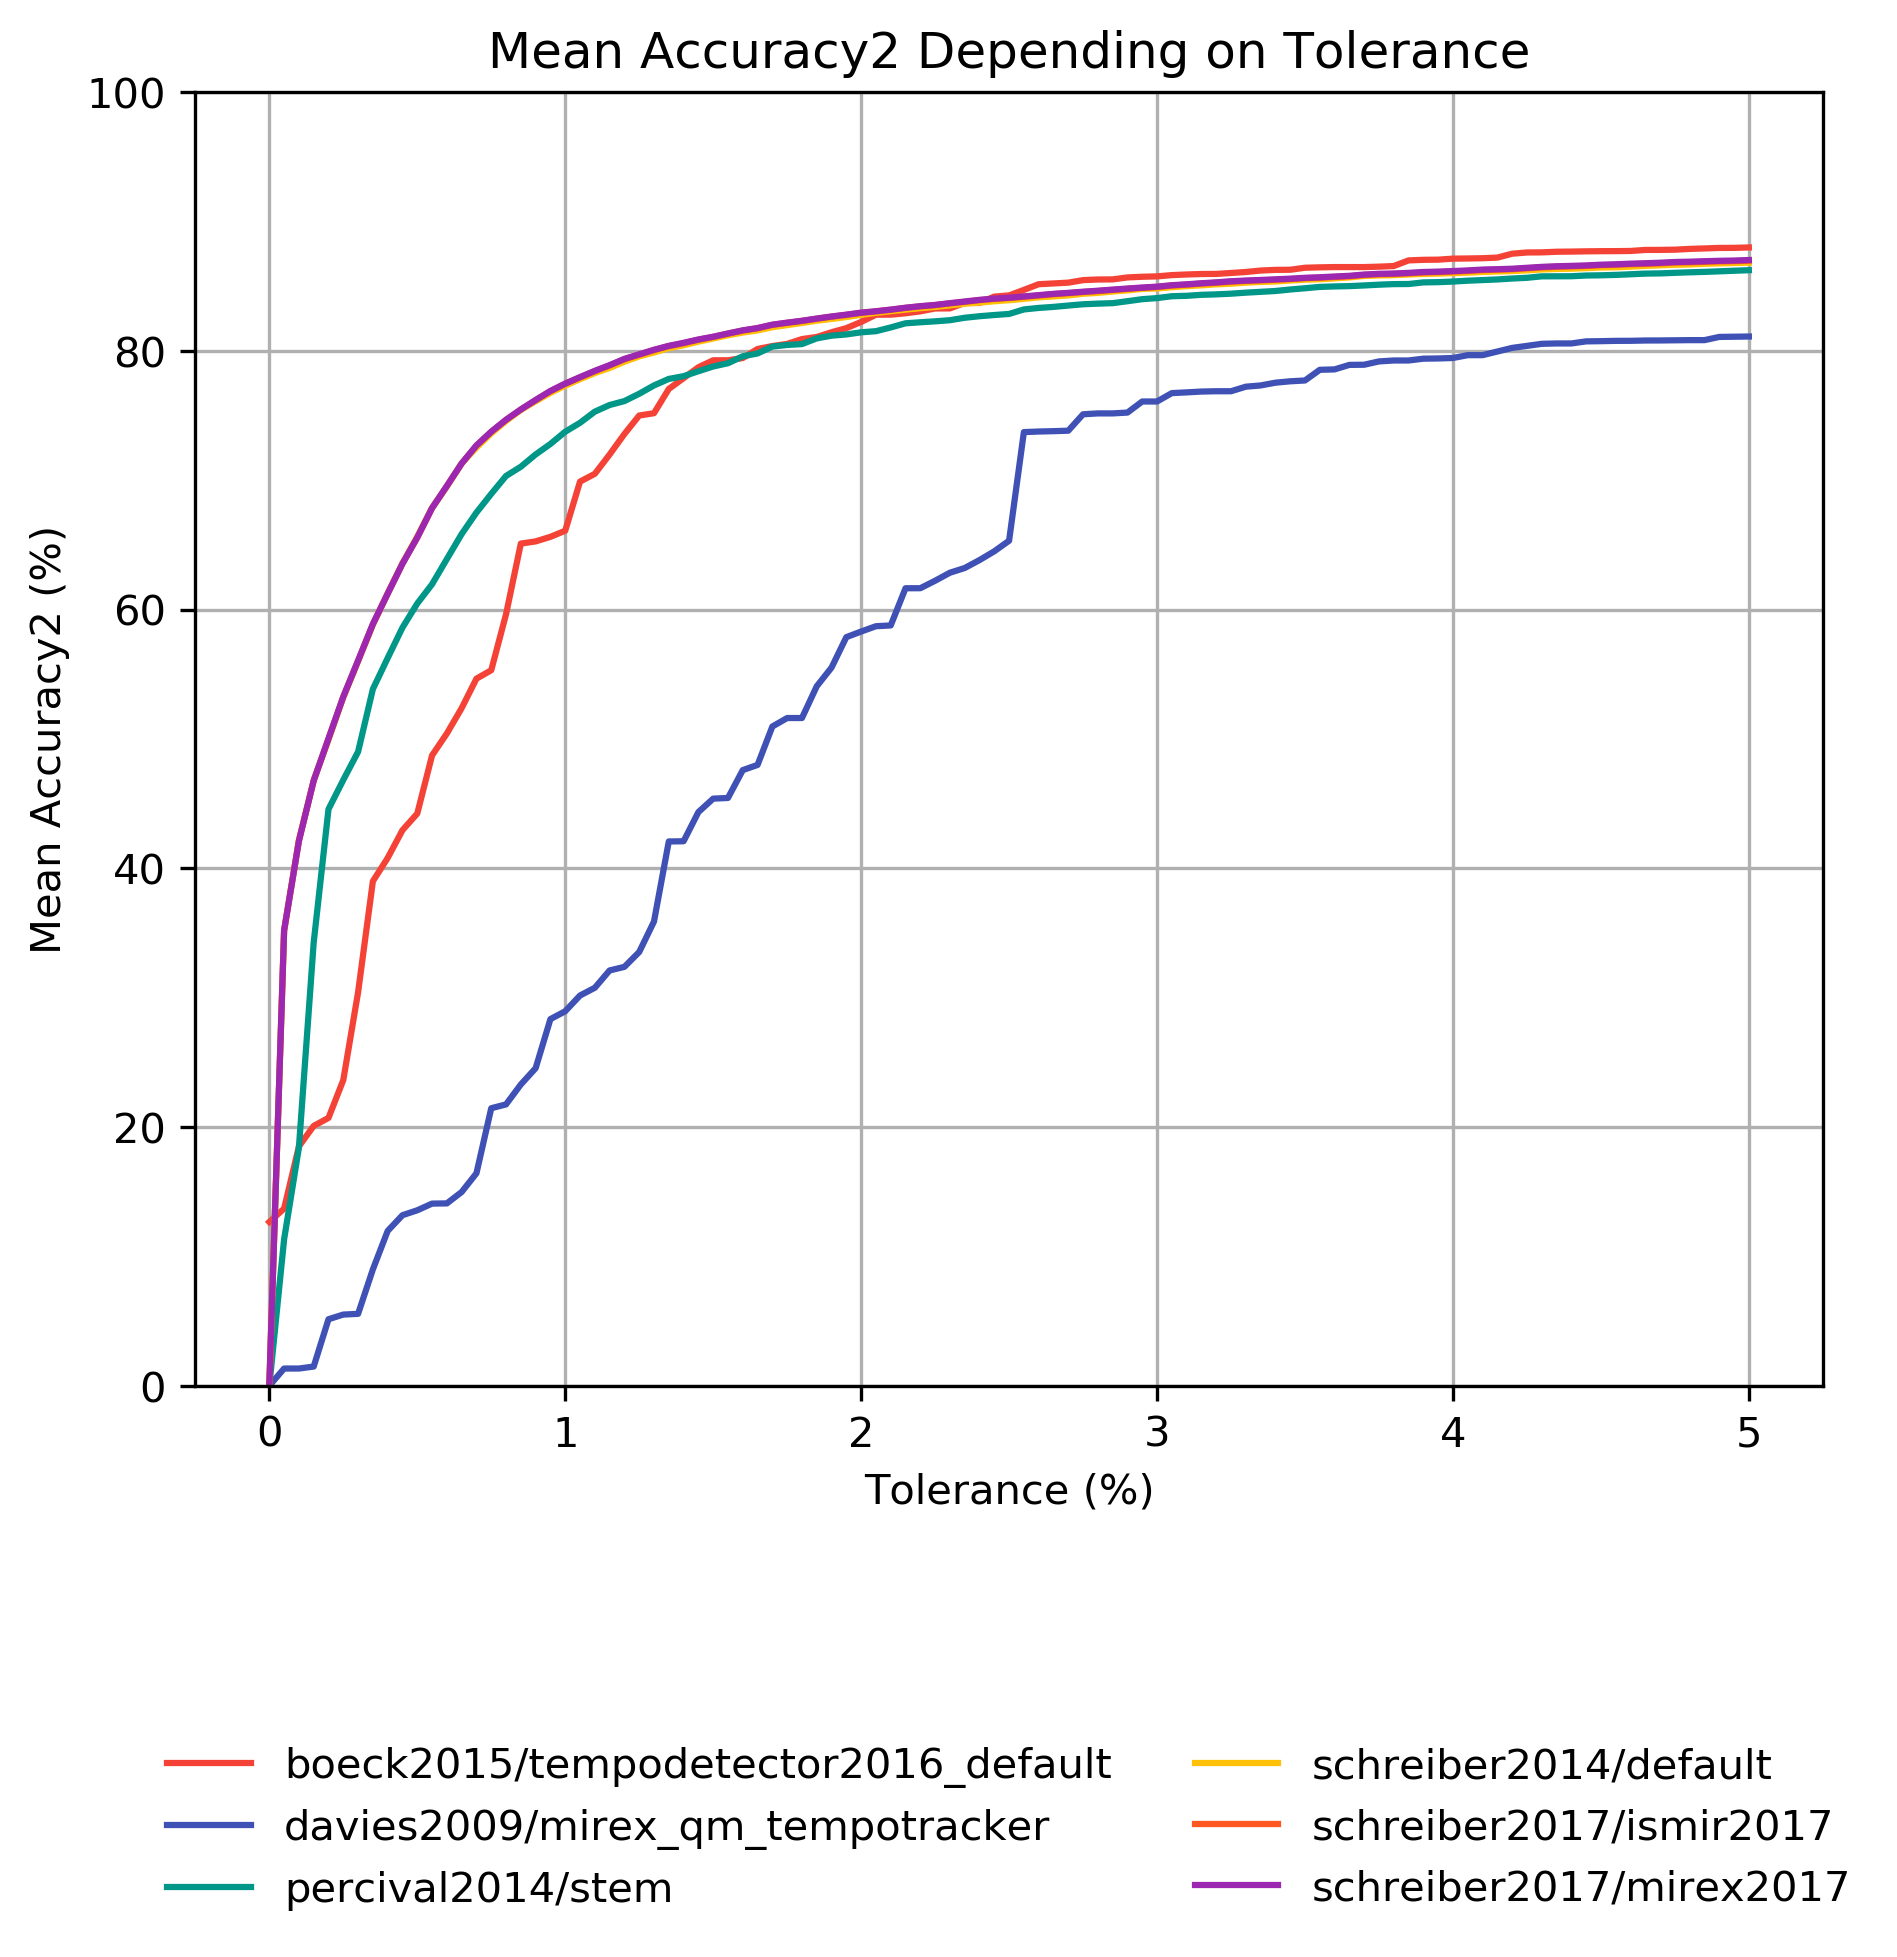 Mean Accuracy2 Depending on Tolerance
100
80
60
40
20
0
Mean Accuracy2 (%)
0 1 2 3 4 5
Tolerance (%)
boeck2015/tempodetector2016_default
davies2009/mirex_qm_tempotracker
percival2014/stem
schreiber2014/default
schreiber2017/ismir2017
schreiber2017/mirex2017